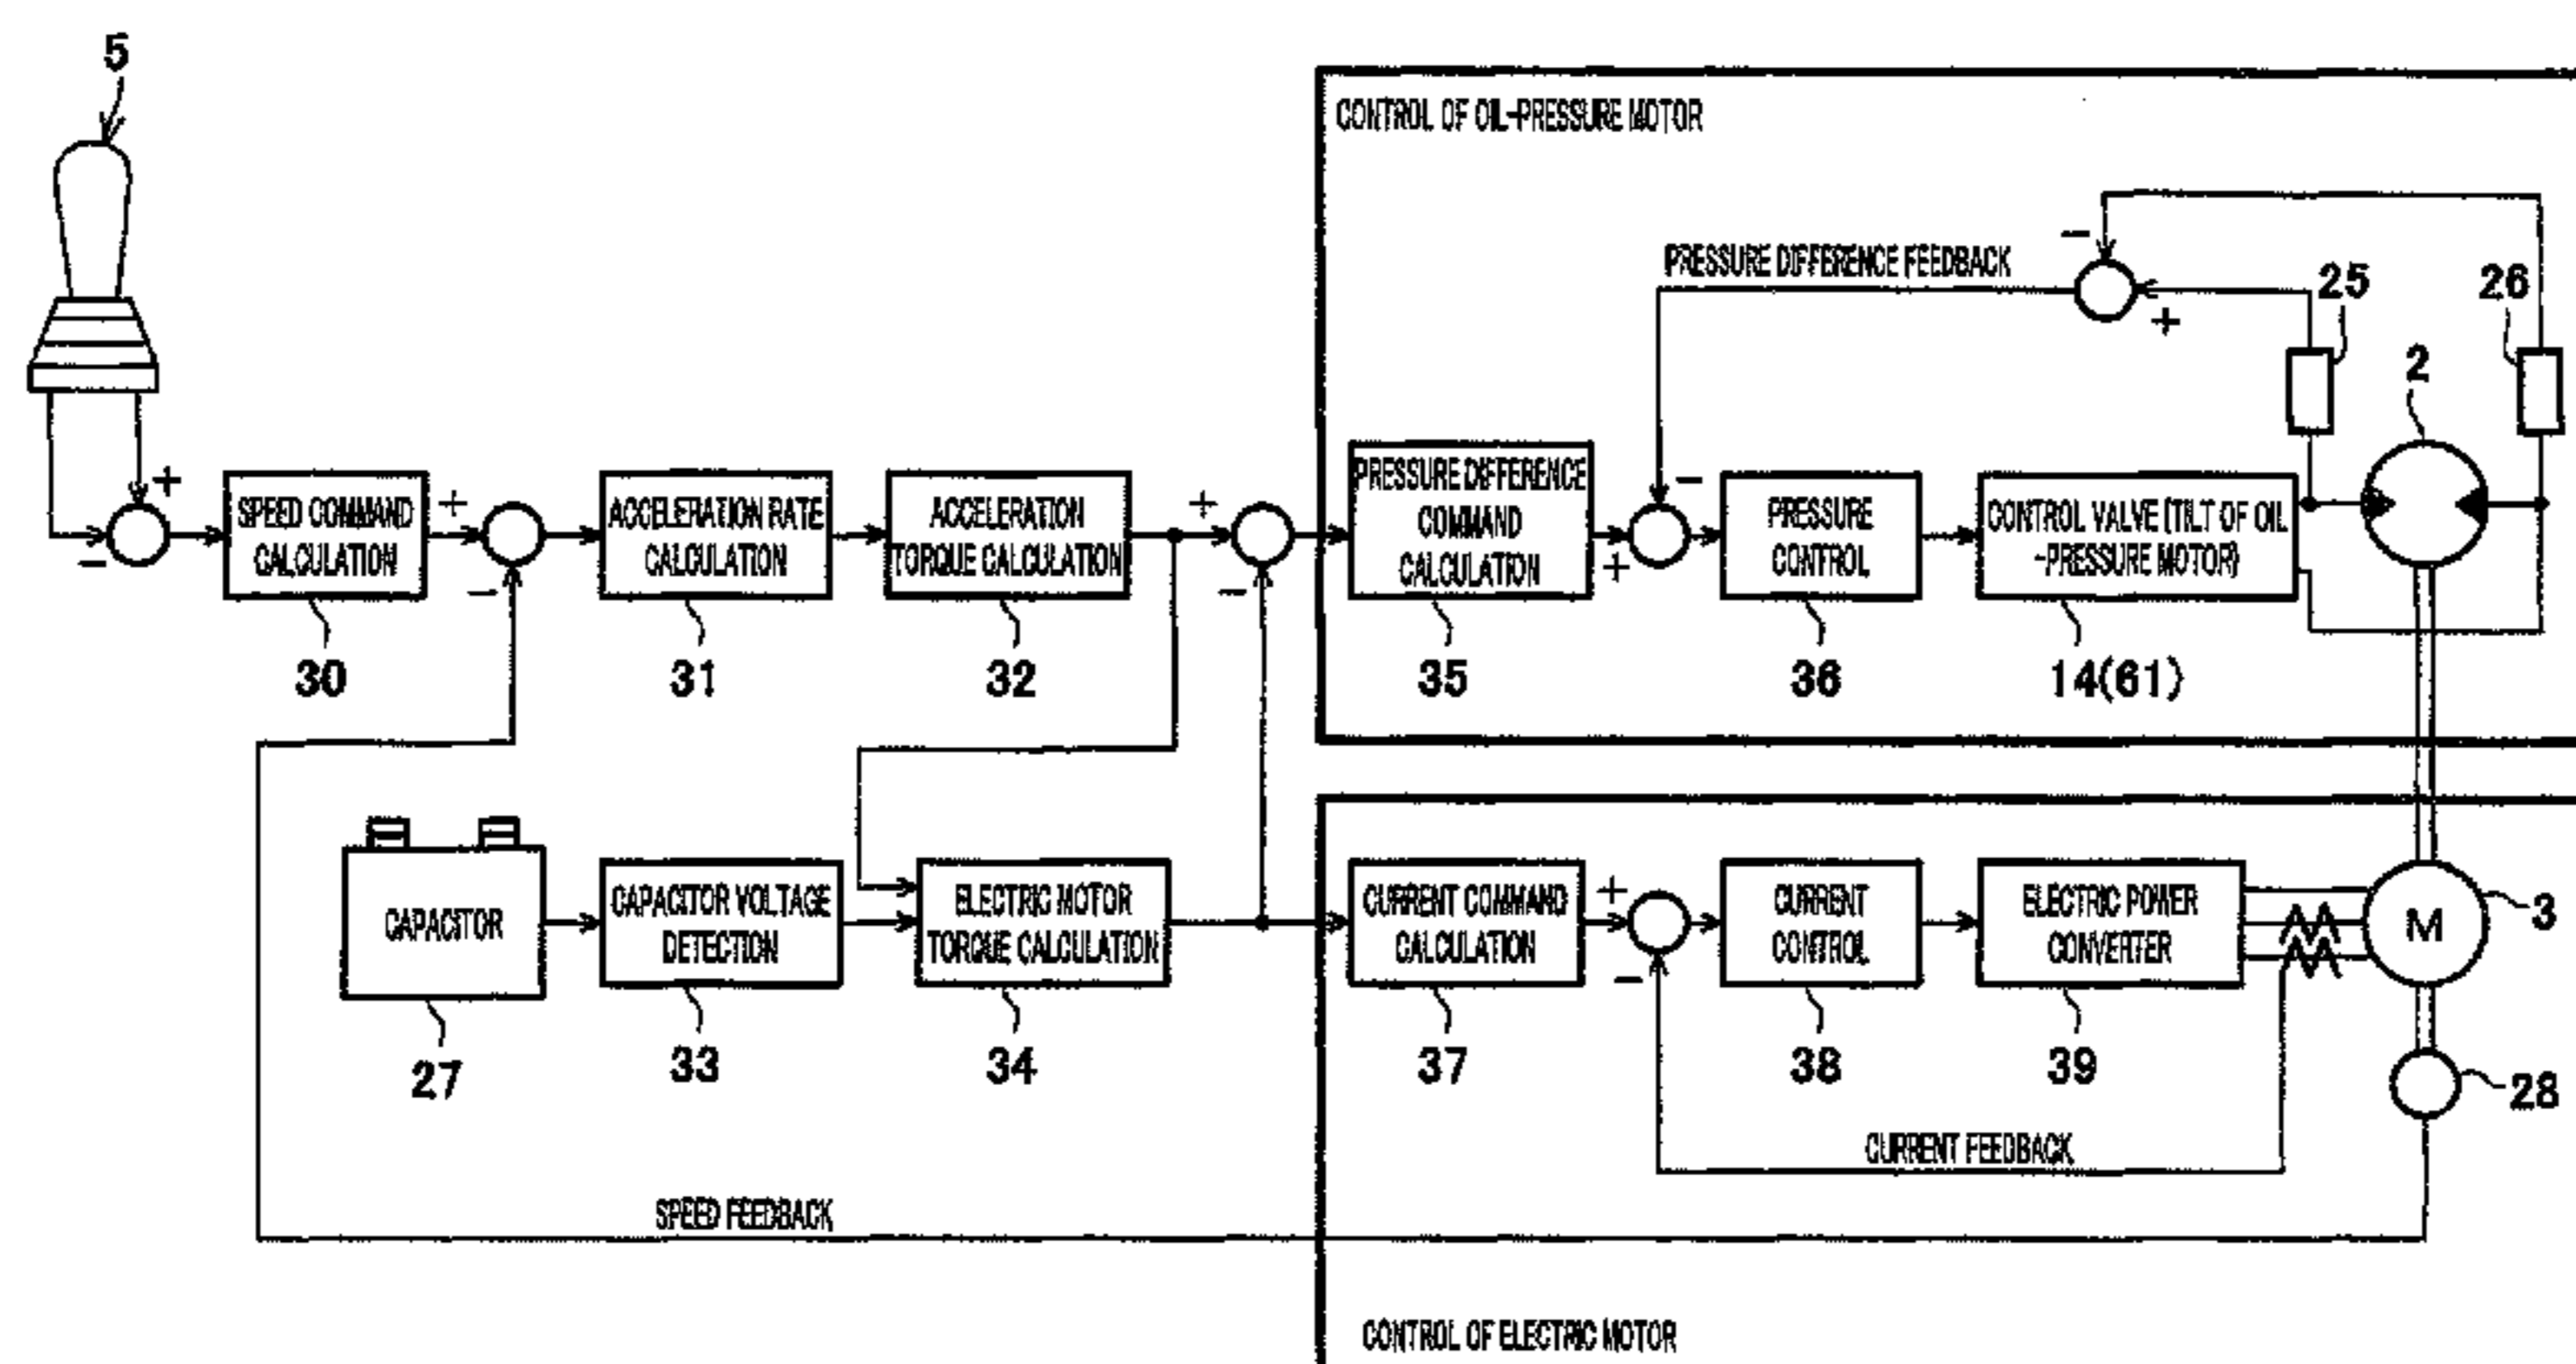 5
CONTROL OF OIL-PRESSURE MOTOR
−
PRESSURE DIFFERENCE FEEDBACK
+
25
26
2
+
−
SPEED COMMAND
CALCULATION
30
+
−
ACCELERATION RATE
CALCULATION
31
ACCELERATION
TORQUE CALCULATION
32
+
−
PRESSURE DIFFERENCE
COMMAND
CALCULATION
35
−
+
PRESSURE
CONTROL
36
CONTROL VALVE (TILT OF OIL
-PRESSURE MOTOR)
14(61)
CAPACITOR
27
CAPACITOR VOLTAGE
DETECTION
33
ELECTRIC MOTOR
TORQUE CALCULATION
34
CURRENT COMMAND
CALCULATION
37
+
−
CURRENT
CONTROL
38
ELECTRIC POWER
CONVERTER
39
M
3
28
CURRENT FEEDBACK
SPEED FEEDBACK
CONTROL OF ELECTRIC MOTOR